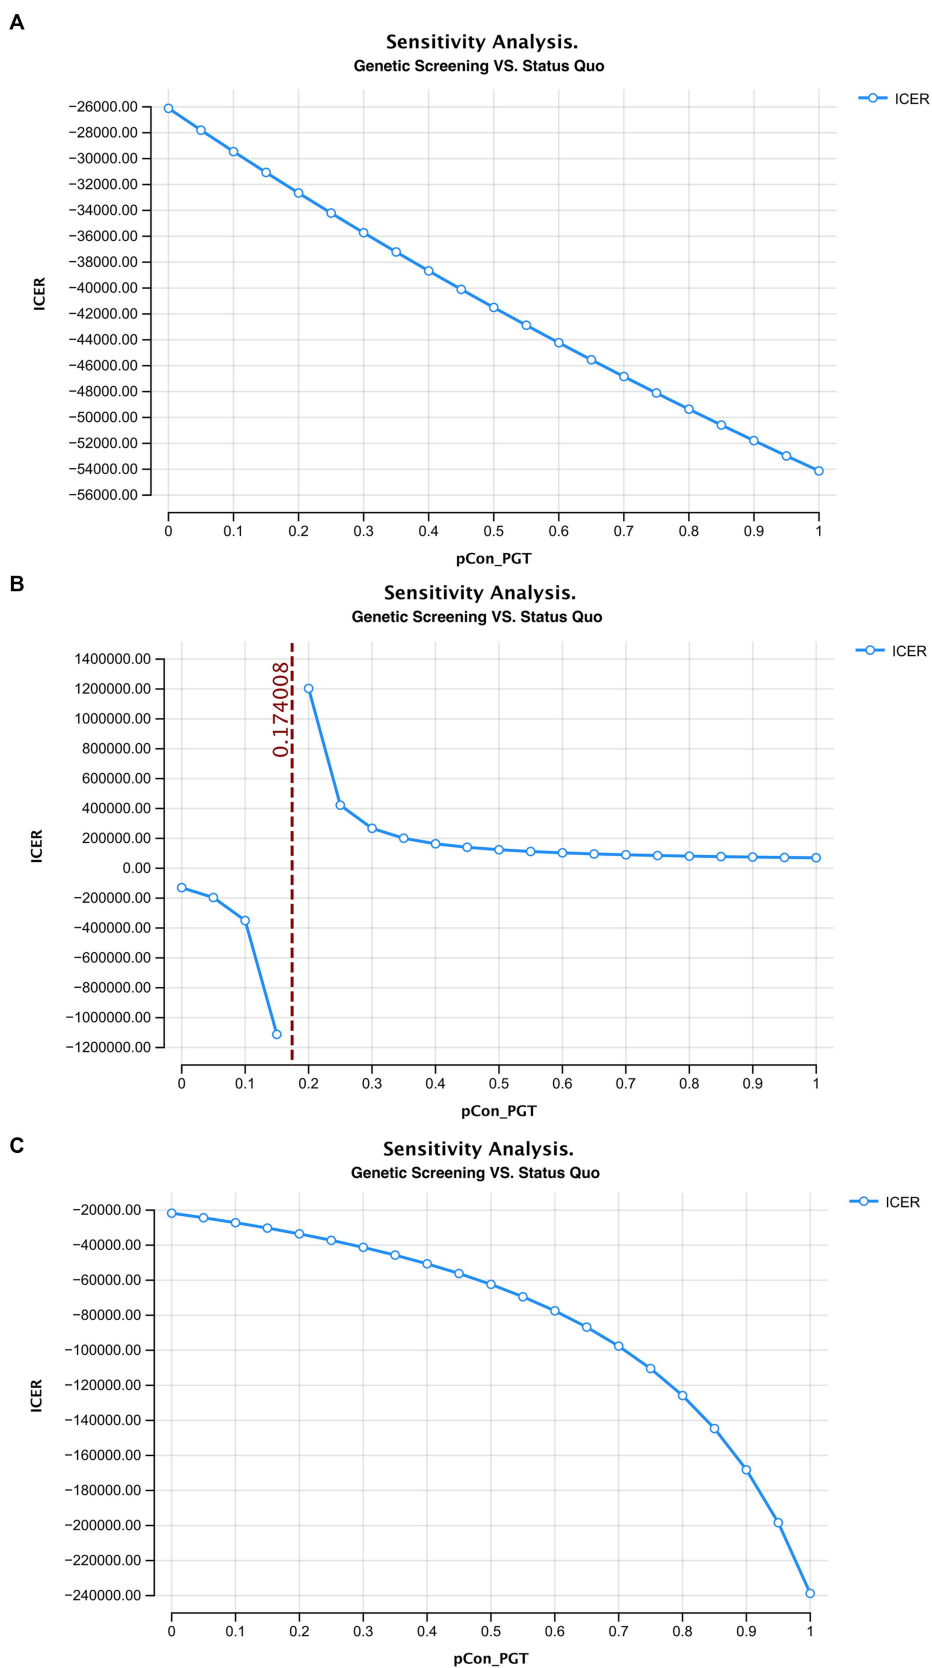 A
Sensitivity Analysis.
Genetic Screening VS. Status Quo
ICER
−26000.00
−28000.00
−30000.00
−32000.00
−34000.00
−36000.00
−38000.00
−40000.00
−42000.00
−44000.00
−46000.00
−48000.00
−50000.00
−52000.00
−54000.00
−56000.00
ICER
0 0.1 0.2 0.3 0.4 0.5 0.6 0.7 0.8 0.9 1
pCon_PGT
B
Sensitivity Analysis.
Genetic Screening VS. Status Quo
ICER
1400000.00
1200000.00
1000000.00
800000.00
600000.00
400000.00
200000.00
0.00
−200000.00
−400000.00
−600000.00
−800000.00
−1000000.00
−1200000.00
ICER
0.174008
0 0.1 0.2 0.3 0.4 0.5 0.6 0.7 0.8 0.9 1
pCon_PGT
C
Sensitivity Analysis.
Genetic Screening VS. Status Quo
ICER
−20000.00
−40000.00
−60000.00
−80000.00
−100000.00
−120000.00
−140000.00
−160000.00
−180000.00
−200000.00
−220000.00
−240000.00
ICER
0 0.1 0.2 0.3 0.4 0.5 0.6 0.7 0.8 0.9 1
pCon_PGT